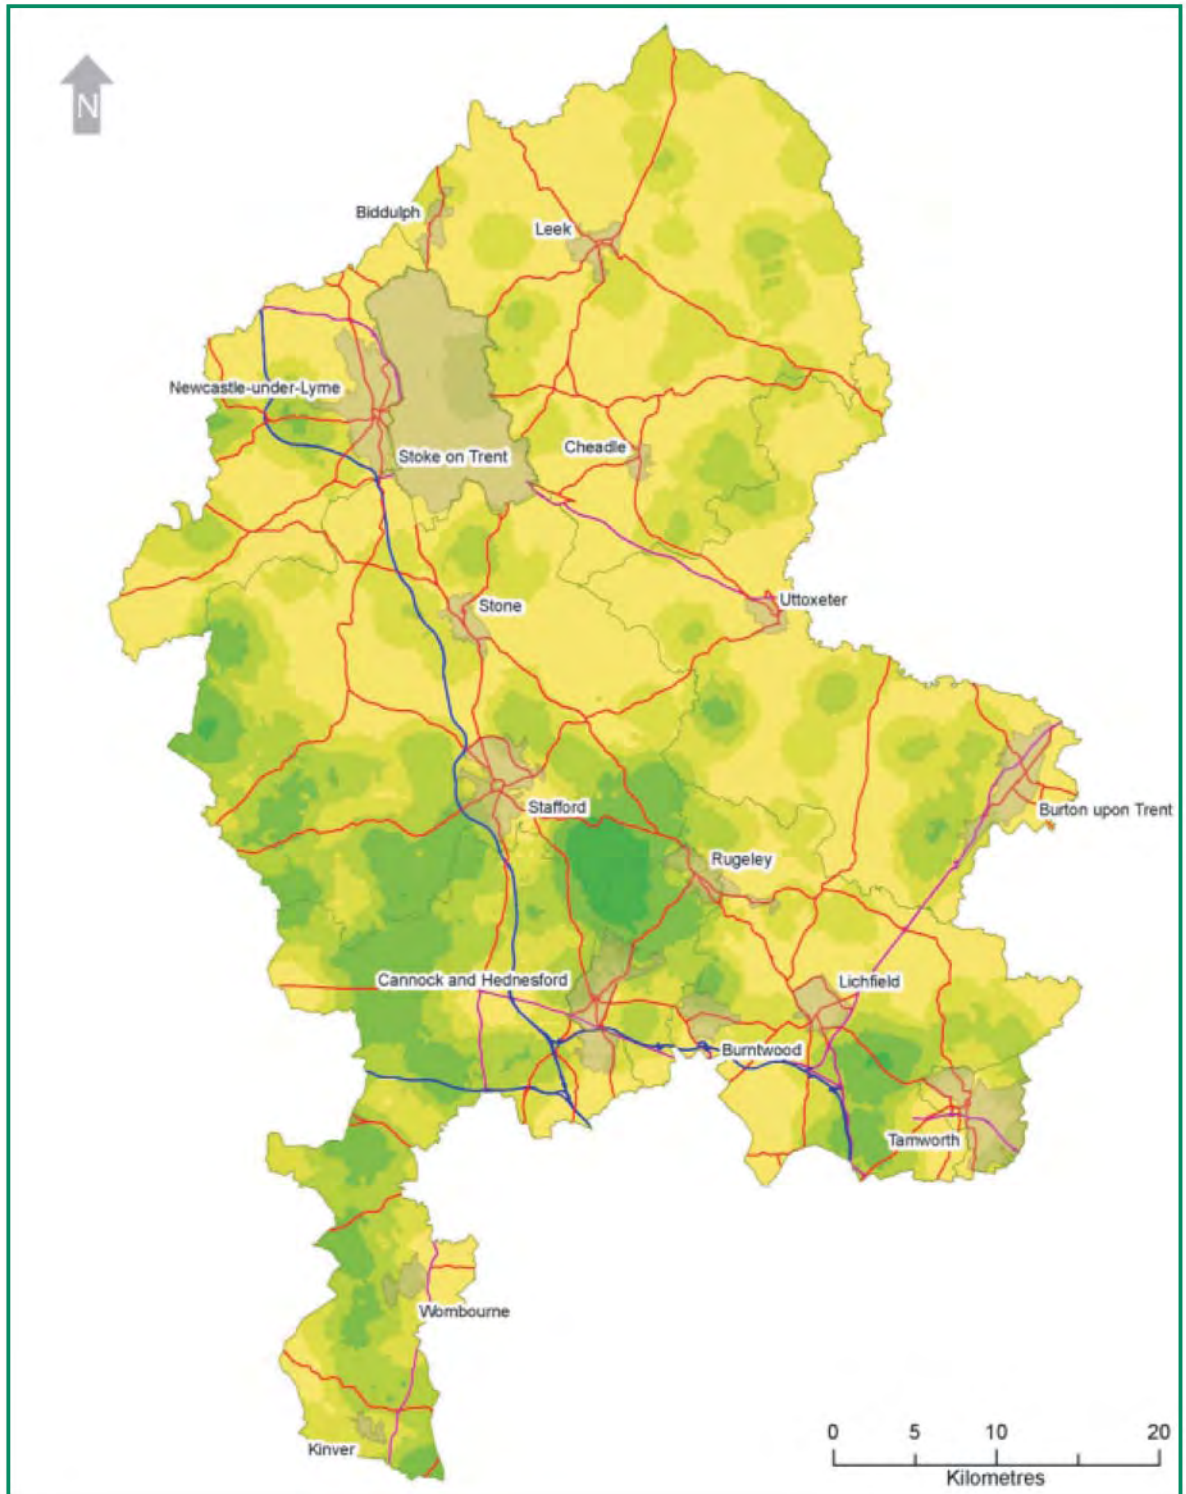 N
Biddulph
Leek
Newcastle-under-Lyme
Cheadle
Stoke on Trent
Uttoxeter
Stone
Stafford
Burton upon Trent
Rugeley
Cannock and Hednesford
Lichfield
Burntwood
Tamworth
Wombourne
Kinver
0 5 10 20
Kilometres